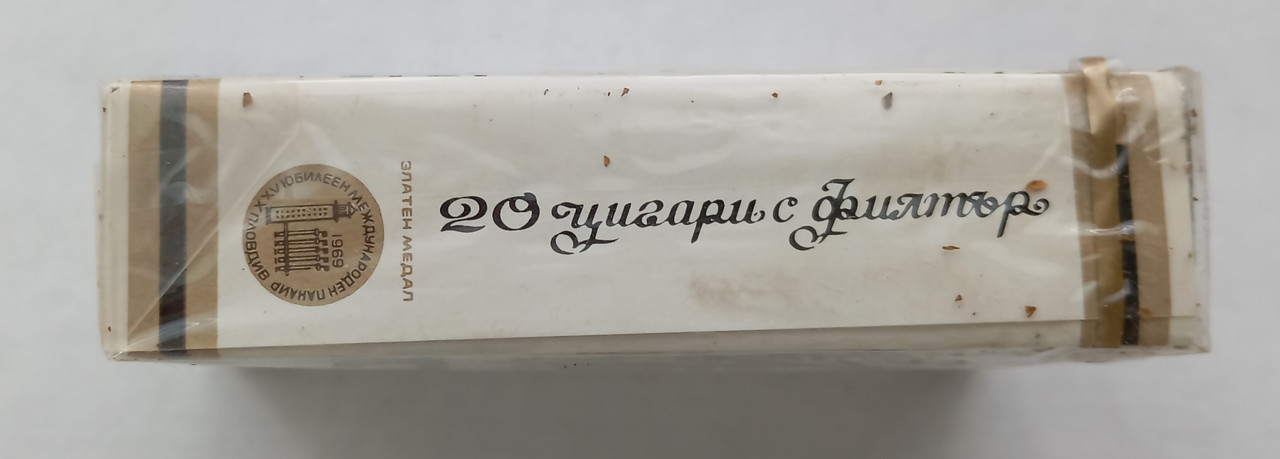 XXV ЮБИЛЕЕН МЕЖДУНАРОДЕН ПАНАИР ПЛОВДИВ
1969
ЗЛАТЕН МЕДАЛ
20 цигари с филтър